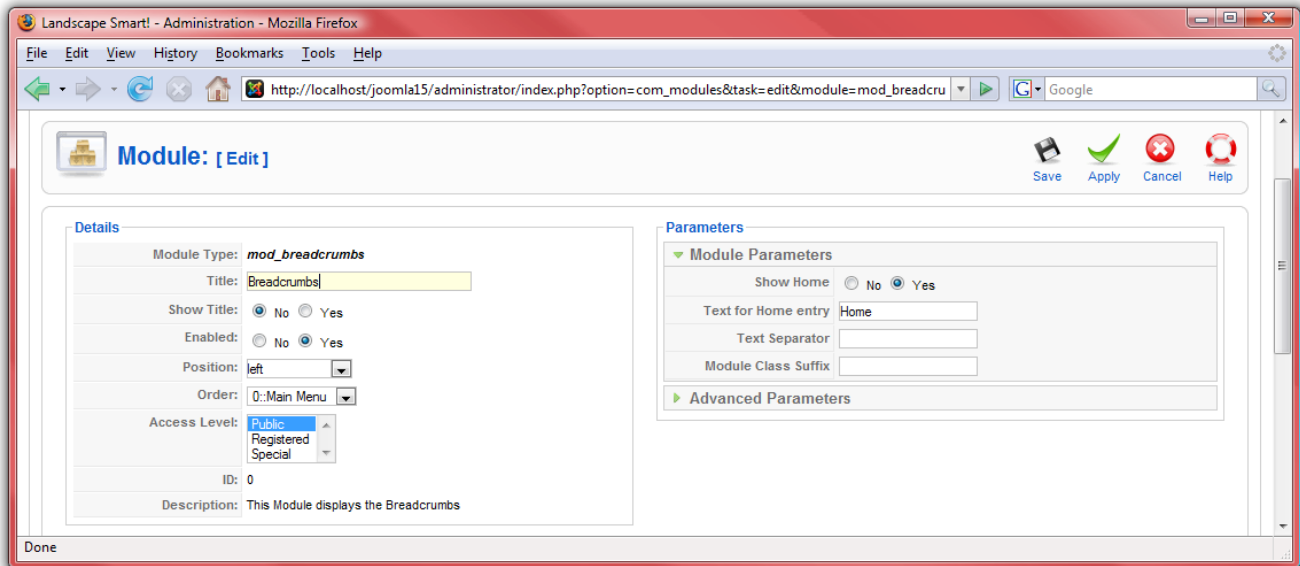 Landscape Smart! - Administration - Mozilla Firefox
File Edit View History Bookmarks Tools Help
http://localhost/joomla15/administrator/index.php?option=com_modules&task=edit&module=mod_breadcru
G Google
Module: [ Edit ]
Save Apply Cancel Help
Details
Module Type: mod_breadcrumbs
Title: Breadcrumbs
Show Title: No Yes
Enabled: No Yes
Position: left
Order: 0::Main Menu
Access Level: Public
Registered
Special
ID: 0
Description: This Module displays the Breadcrumbs
Parameters
Module Parameters
Show Home No Yes
Text for Home entry Home
Text Separator
Module Class Suffix
Advanced Parameters
Done